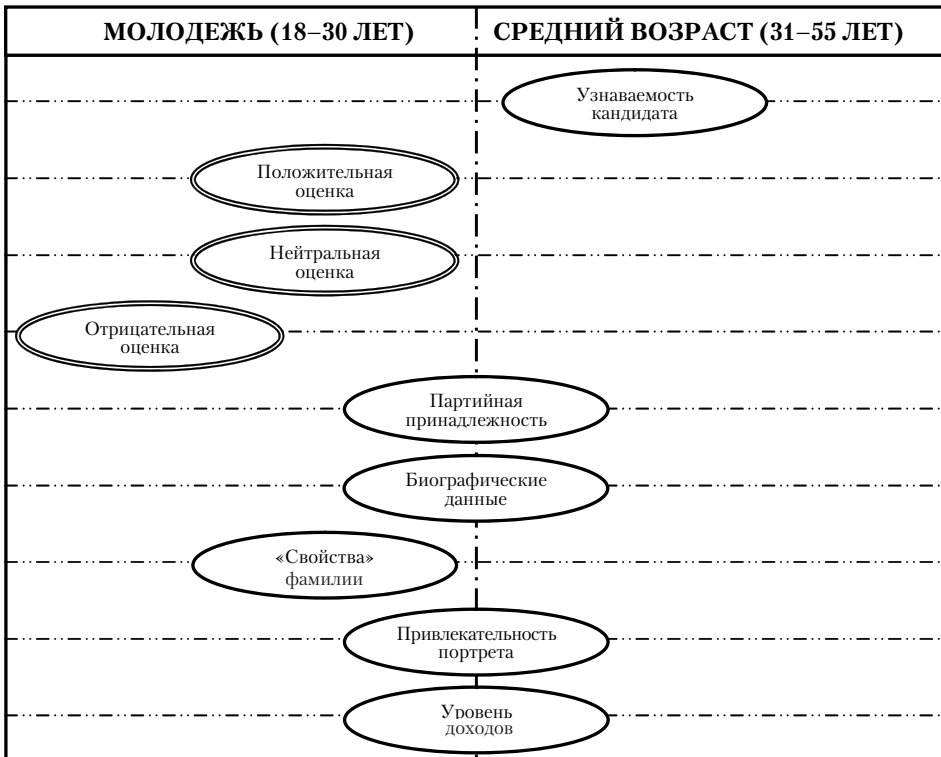 МОЛОДЕЖЬ (18–30 ЛЕТ)
СРЕДНИЙ ВОЗРАСТ (31–55 ЛЕТ)
Узнаваемость
кандидата
Положительная
оценка
Нейтральная
оценка
Отрицательная
оценка
Партийная
принадлежность
Биографические
данные
«Свойства»
фамилии
Привлекательность
портрета
Уровень
доходов